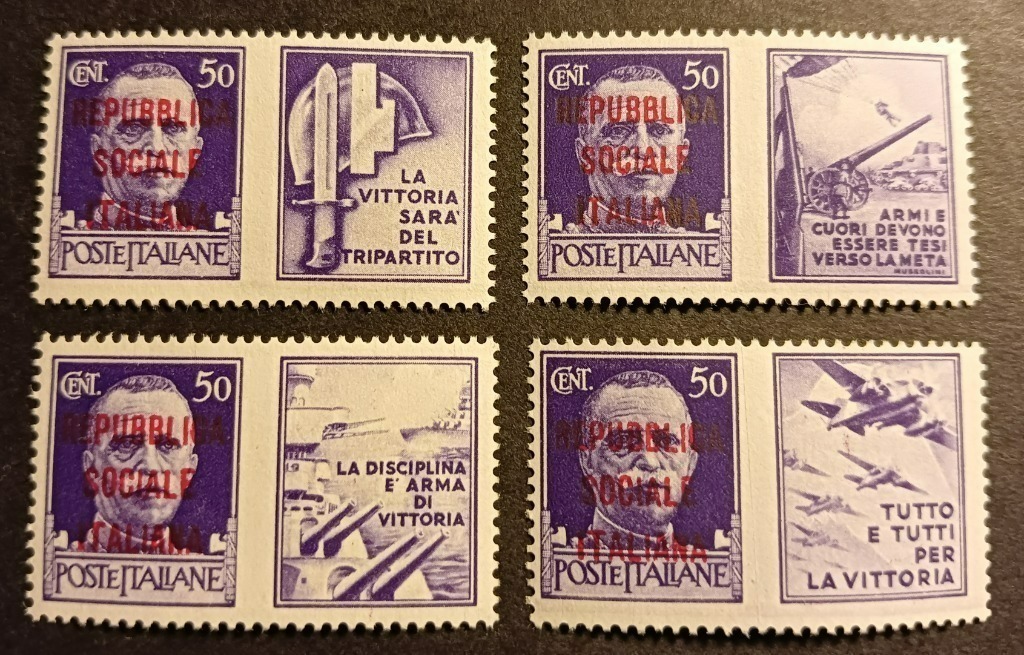 CENT. 50
REPUBBLICA
SOCIALE
ITALIANA
POSTE ITALIANE
LA
VITTORIA
SARA'
DEL
TRIPARTITO
CENT. 50
REPUBBLICA
SOCIALE
ITALIANA
POSTE ITALIANE
ARMI E
CUORI DEVONO
ESSERE TESI
VERSO LA META
MUSSOLINI
CENT. 50
REPUBBLICA
SOCIALE
ITALIANA
POSTE ITALIANE
LA DISCIPLINA
E' ARMA
DI
VITTORIA
CENT. 50
REPUBBLICA
SOCIALE
ITALIANA
POSTE ITALIANE
TUTTO
E TUTTI
PER
LA VITTORIA